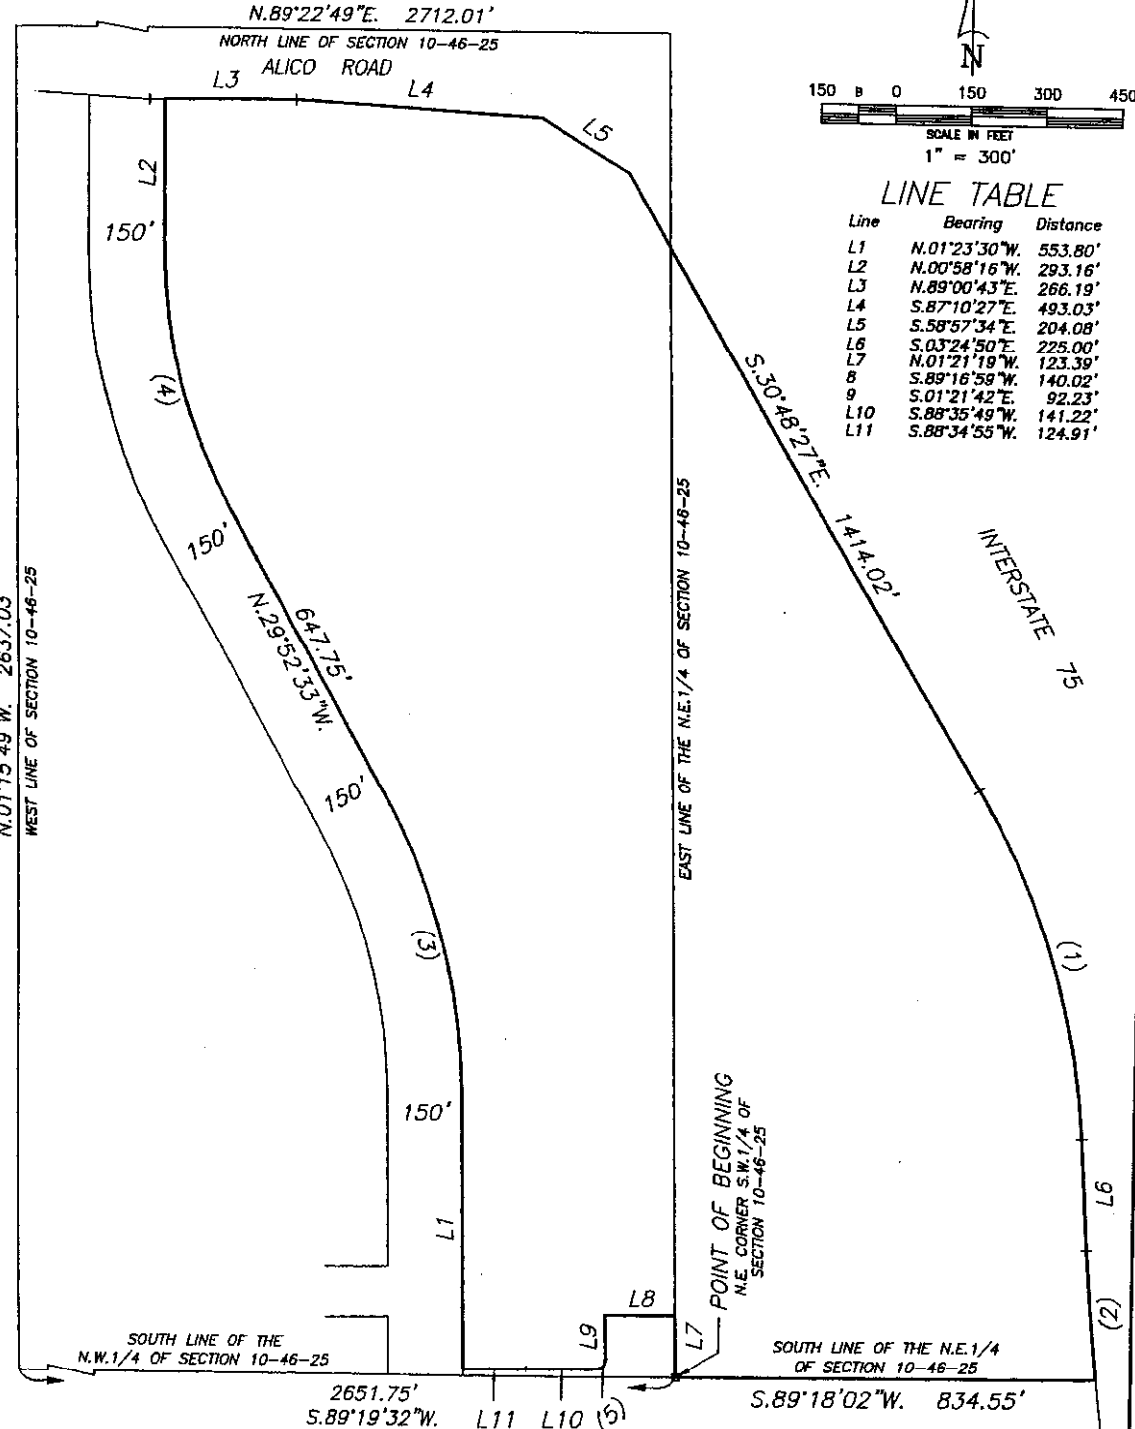 N.89°22'49"E. 2712.01'
NORTH LINE OF SECTION 10-46-25
ALICO ROAD
L3
L4
L5
L2
N
150 B 0 150 300 450
SCALE IN FEET
1" = 300'
LINE TABLE
Line Bearing Distance
L1 N.01°23'30"W. 553.80'
L2 N.00°58'16"W. 293.16'
L3 N.89°00'43"E. 266.19'
L4 S.87°10'27"E. 493.03'
L5 S.58°57'34"E. 204.08'
L6 S.03°24'50"E. 225.00'
L7 N.01°21'19"W. 123.39'
8 S.89°16'59"W. 140.02'
9 S.01°21'42"E. 92.23'
L10 S.88°35'49"W. 141.22'
L11 S.88°34'55"W. 124.91'
150'
(4)
150'
647.75'
N.29°52'33"W.
150'
(3)
150'
L1
N.01°15'49"W. 2637.03'
WEST LINE OF SECTION 10-46-25
EAST LINE OF THE N.E.1/4 OF SECTION 10-46-25
S.30°48'27"E. 1414.02'
INTERSTATE 75
(1)
L6
(2)
POINT OF BEGINNING
N.E. CORNER S.W.1/4 OF
SECTION 10-46-25
L8
L9
L7
SOUTH LINE OF THE
N.W.1/4 OF SECTION 10-46-25
SOUTH LINE OF THE N.E.1/4
OF SECTION 10-46-25
2651.75'
S.89°19'32"W.
L11 L10 (5)
S.89°18'02"W. 834.55'